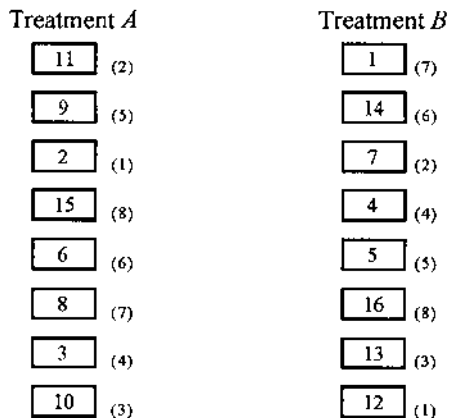 Treatment A Treatment B
11 (2) 1 (7)
9 (5) 14 (6)
2 (1) 7 (2)
15 (8) 4 (4)
6 (6) 5 (5)
8 (7) 16 (8)
3 (4) 13 (3)
10 (3) 12 (1)